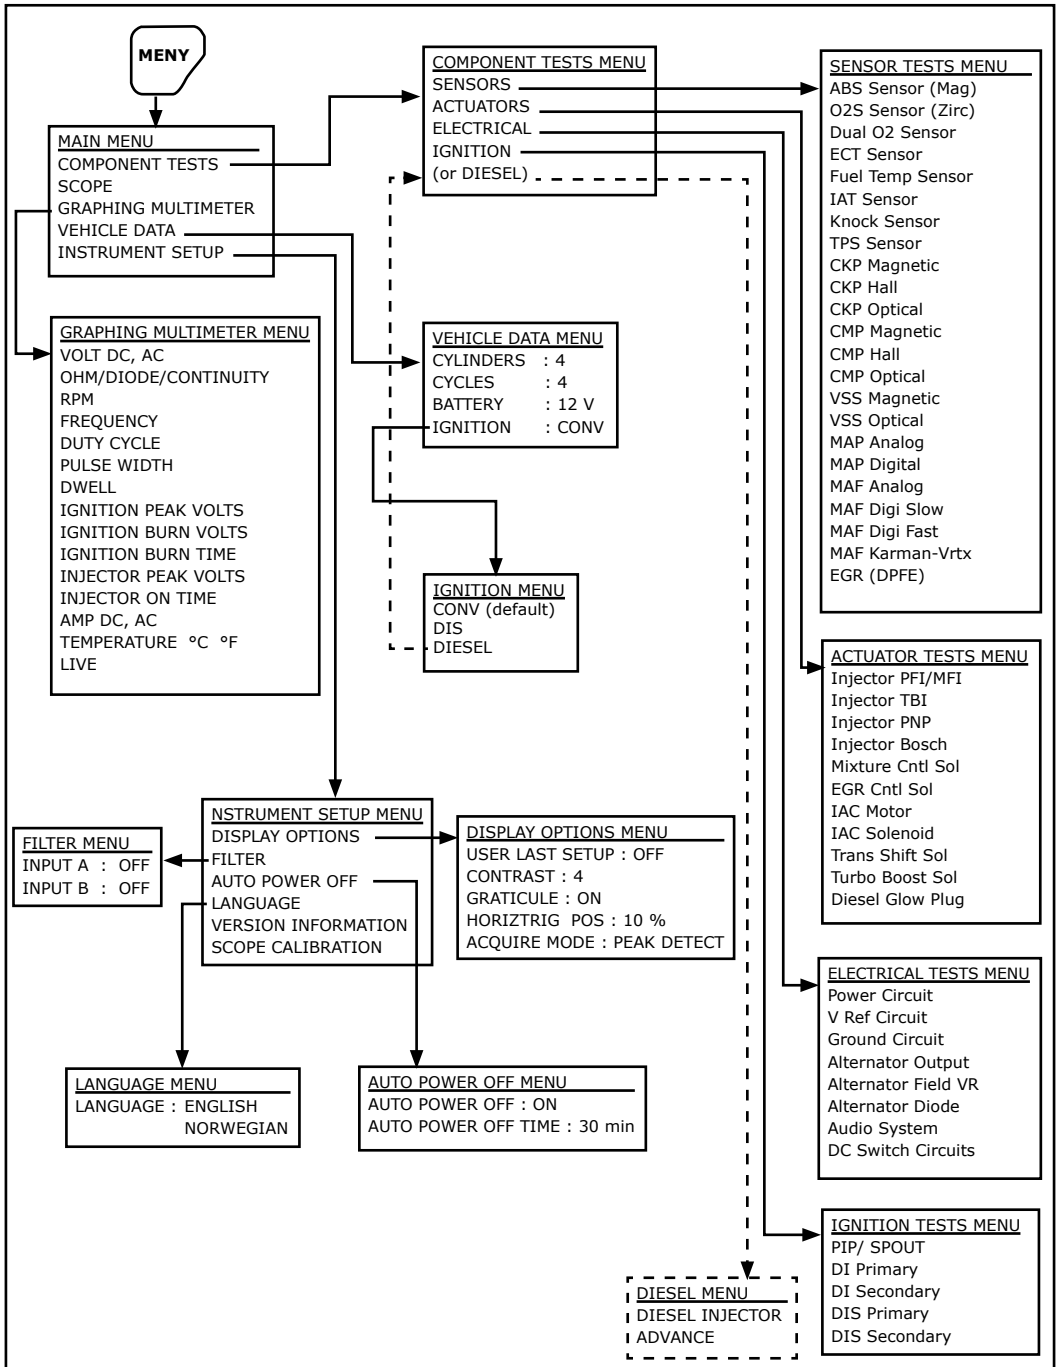 MENY
MAIN MENU
COMPONENT TESTS
SCOPE
GRAPHING MULTIMETER
VEHICLE DATA
INSTRUMENT SETUP
COMPONENT TESTS MENU
SENSORS
ACTUATORS
ELECTRICAL
IGNITION
(or DIESEL)
SENSOR TESTS MENU
ABS Sensor (Mag)
O2S Sensor (Zirc)
Dual O2 Sensor
ECT Sensor
Fuel Temp Sensor
IAT Sensor
Knock Sensor
TPS Sensor
CKP Magnetic
CKP Hall
CKP Optical
CMP Magnetic
CMP Hall
CMP Optical
VSS Magnetic
VSS Optical
MAP Analog
MAP Digital
MAF Analog
MAF Digi Slow
MAF Digi Fast
MAF Karman-Vrtx
EGR (DPFE)
GRAPHING MULTIMETER MENU
VOLT DC, AC
OHM/DIODE/CONTINUITY
RPM
FREQUENCY
DUTY CYCLE
PULSE WIDTH
DWELL
IGNITION PEAK VOLTS
IGNITION BURN VOLTS
IGNITION BURN TIME
INJECTOR PEAK VOLTS
INJECTOR ON TIME
AMP DC, AC
TEMPERATURE °C °F
LIVE
VEHICLE DATA MENU
CYLINDERS : 4
CYCLES : 4
BATTERY : 12 V
IGNITION : CONV
IGNITION MENU
CONV (default)
DIS
DIESEL
ACTUATOR TESTS MENU
Injector PFI/MFI
Injector TBI
Injector PNP
Injector Bosch
Mixture Cntl Sol
EGR Cntl Sol
IAC Motor
IAC Solenoid
Trans Shift Sol
Turbo Boost Sol
Diesel Glow Plug
NSTRUMENT SETUP MENU
DISPLAY OPTIONS
FILTER
AUTO POWER OFF
LANGUAGE
VERSION INFORMATION
SCOPE CALIBRATION
FILTER MENU
INPUT A : OFF
INPUT B : OFF
DISPLAY OPTIONS MENU
USER LAST SETUP : OFF
CONTRAST : 4
GRATICULE : ON
HORIZTRIG POS : 10 %
ACQUIRE MODE : PEAK DETECT
ELECTRICAL TESTS MENU
Power Circuit
V Ref Circuit
Ground Circuit
Alternator Output
Alternator Field VR
Alternator Diode
Audio System
DC Switch Circuits
LANGUAGE MENU
LANGUAGE : ENGLISH
NORWEGIAN
AUTO POWER OFF MENU
AUTO POWER OFF : ON
AUTO POWER OFF TIME : 30 min
IGNITION TESTS MENU
PIP/ SPOUT
DI Primary
DI Secondary
DIS Primary
DIS Secondary
DIESEL MENU
DIESEL INJECTOR
ADVANCE